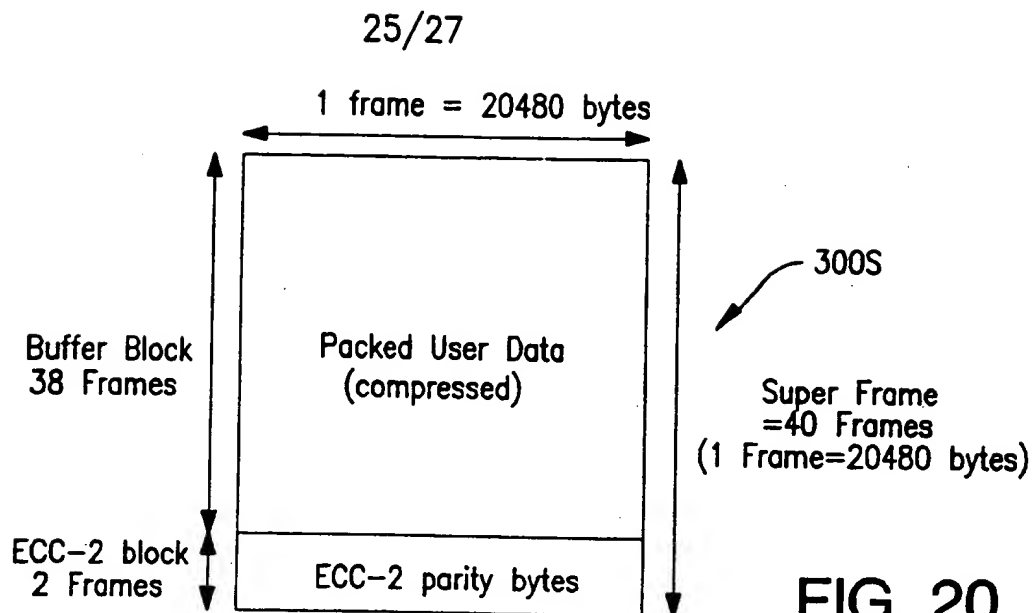 25/27
1 frame = 20480 bytes
300S
Buffer Block
38 Frames
Packed User Data
(compressed)
Super Frame
=40 Frames
(1 Frame=20480 bytes)
ECC-2 block
2 Frames
ECC-2 parity bytes
FIG. 20